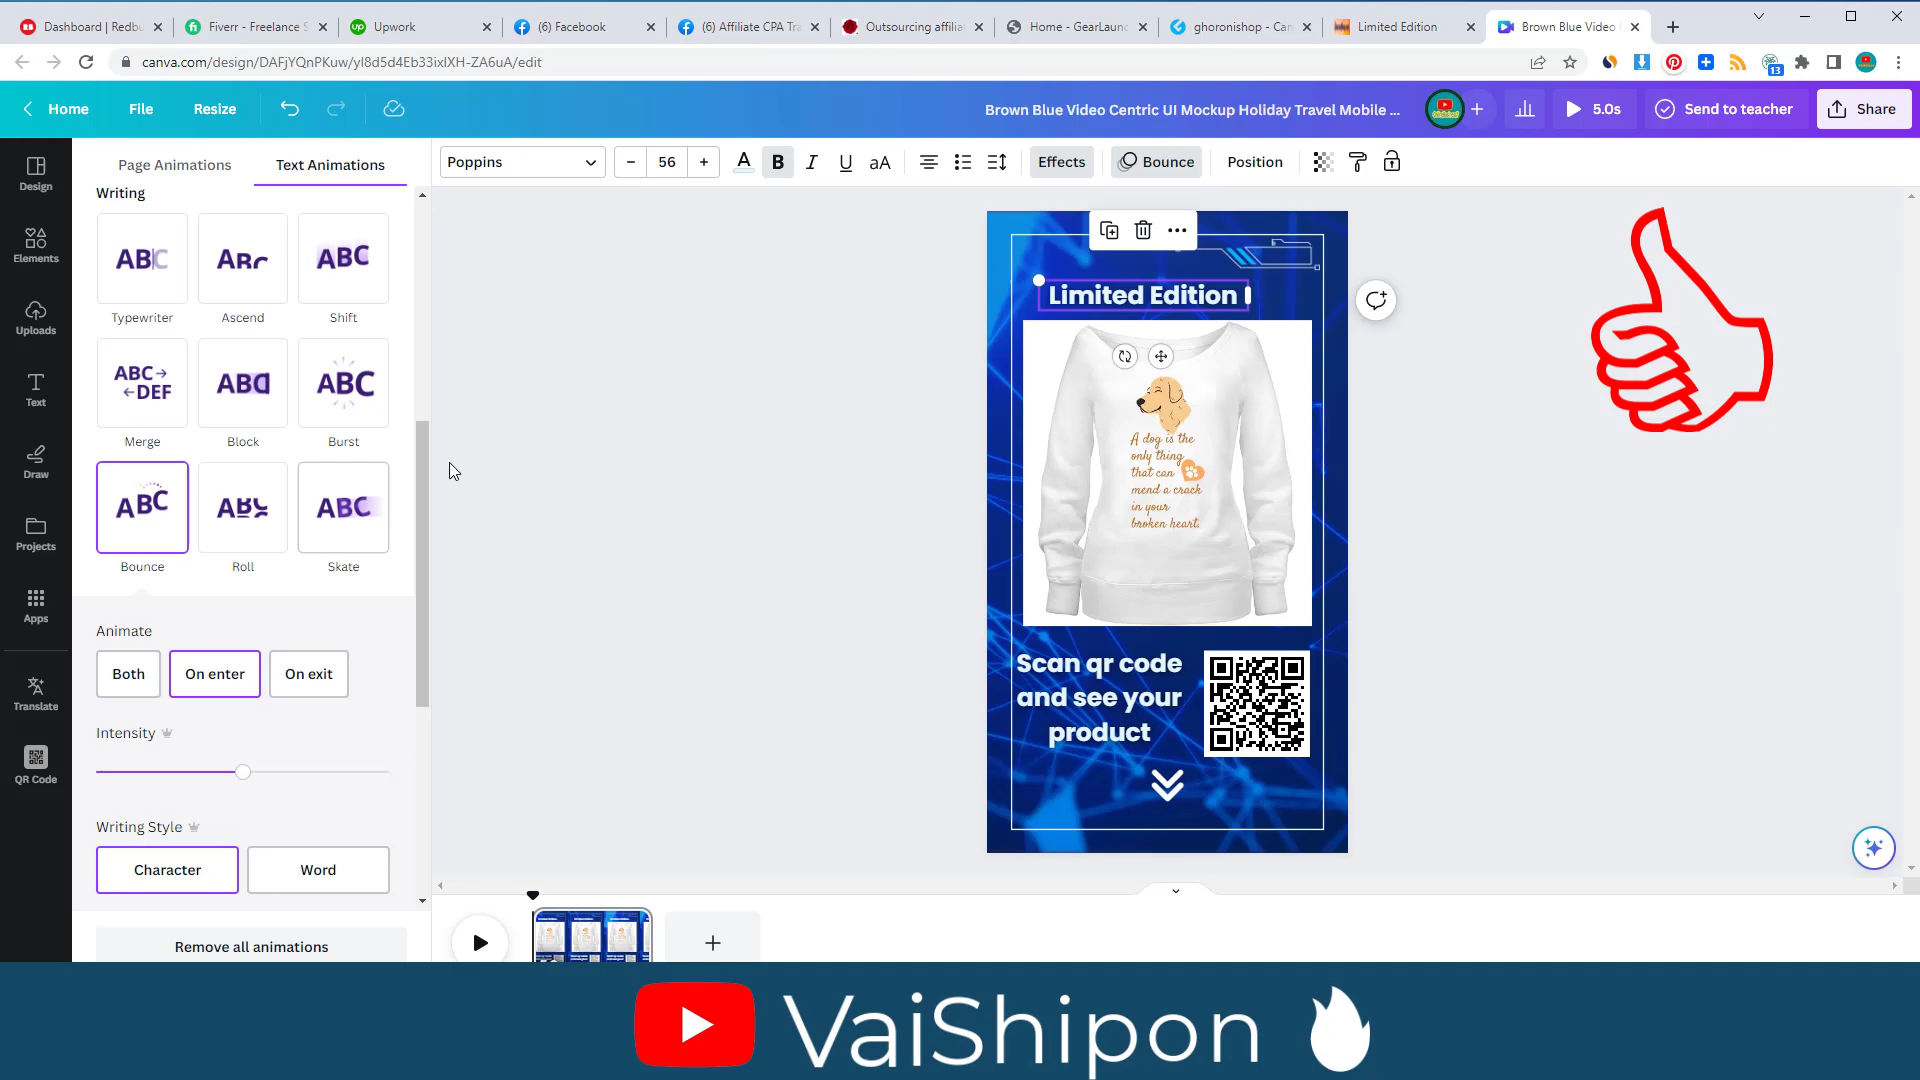 Dashboard | Redbu
Fiverr - Freelance S
Upwork
(6) Facebook
(6) Affiliate CPA Tra
Outsourcing affilia
Home - GearLaunc
ghoronishop - Can
Limited Edition
Brown Blue Video
canva.com/design/DAFjYQnPKuw/yI8d5d4Eb33ixIXH-ZA6uA/edit
13
Home
File
Resize
Brown Blue Video Centric UI Mockup Holiday Travel Mobile ...
5.0s
Send to teacher
Share
Page Animations
Text Animations
Poppins
56
A
B
I
U
aA
Effects
Bounce
Position
Design
Elements
Uploads
Text
Draw
Projects
Apps
Translate
QR Code
Writing
ABC
ABC
ABC
Typewriter
Ascend
Shift
ABC
DEF
ABC
Merge
Block
Burst
ABC
ABC
ABC
Bounce
Roll
Skate
Animate
Both
On enter
On exit
Intensity
Writing Style
Character
Word
Remove all animations
Limited Edition
A dog is the
only thing
that can
mend a crack
in your
broken heart.
Scan qr code
and see your
product
VaiShipon